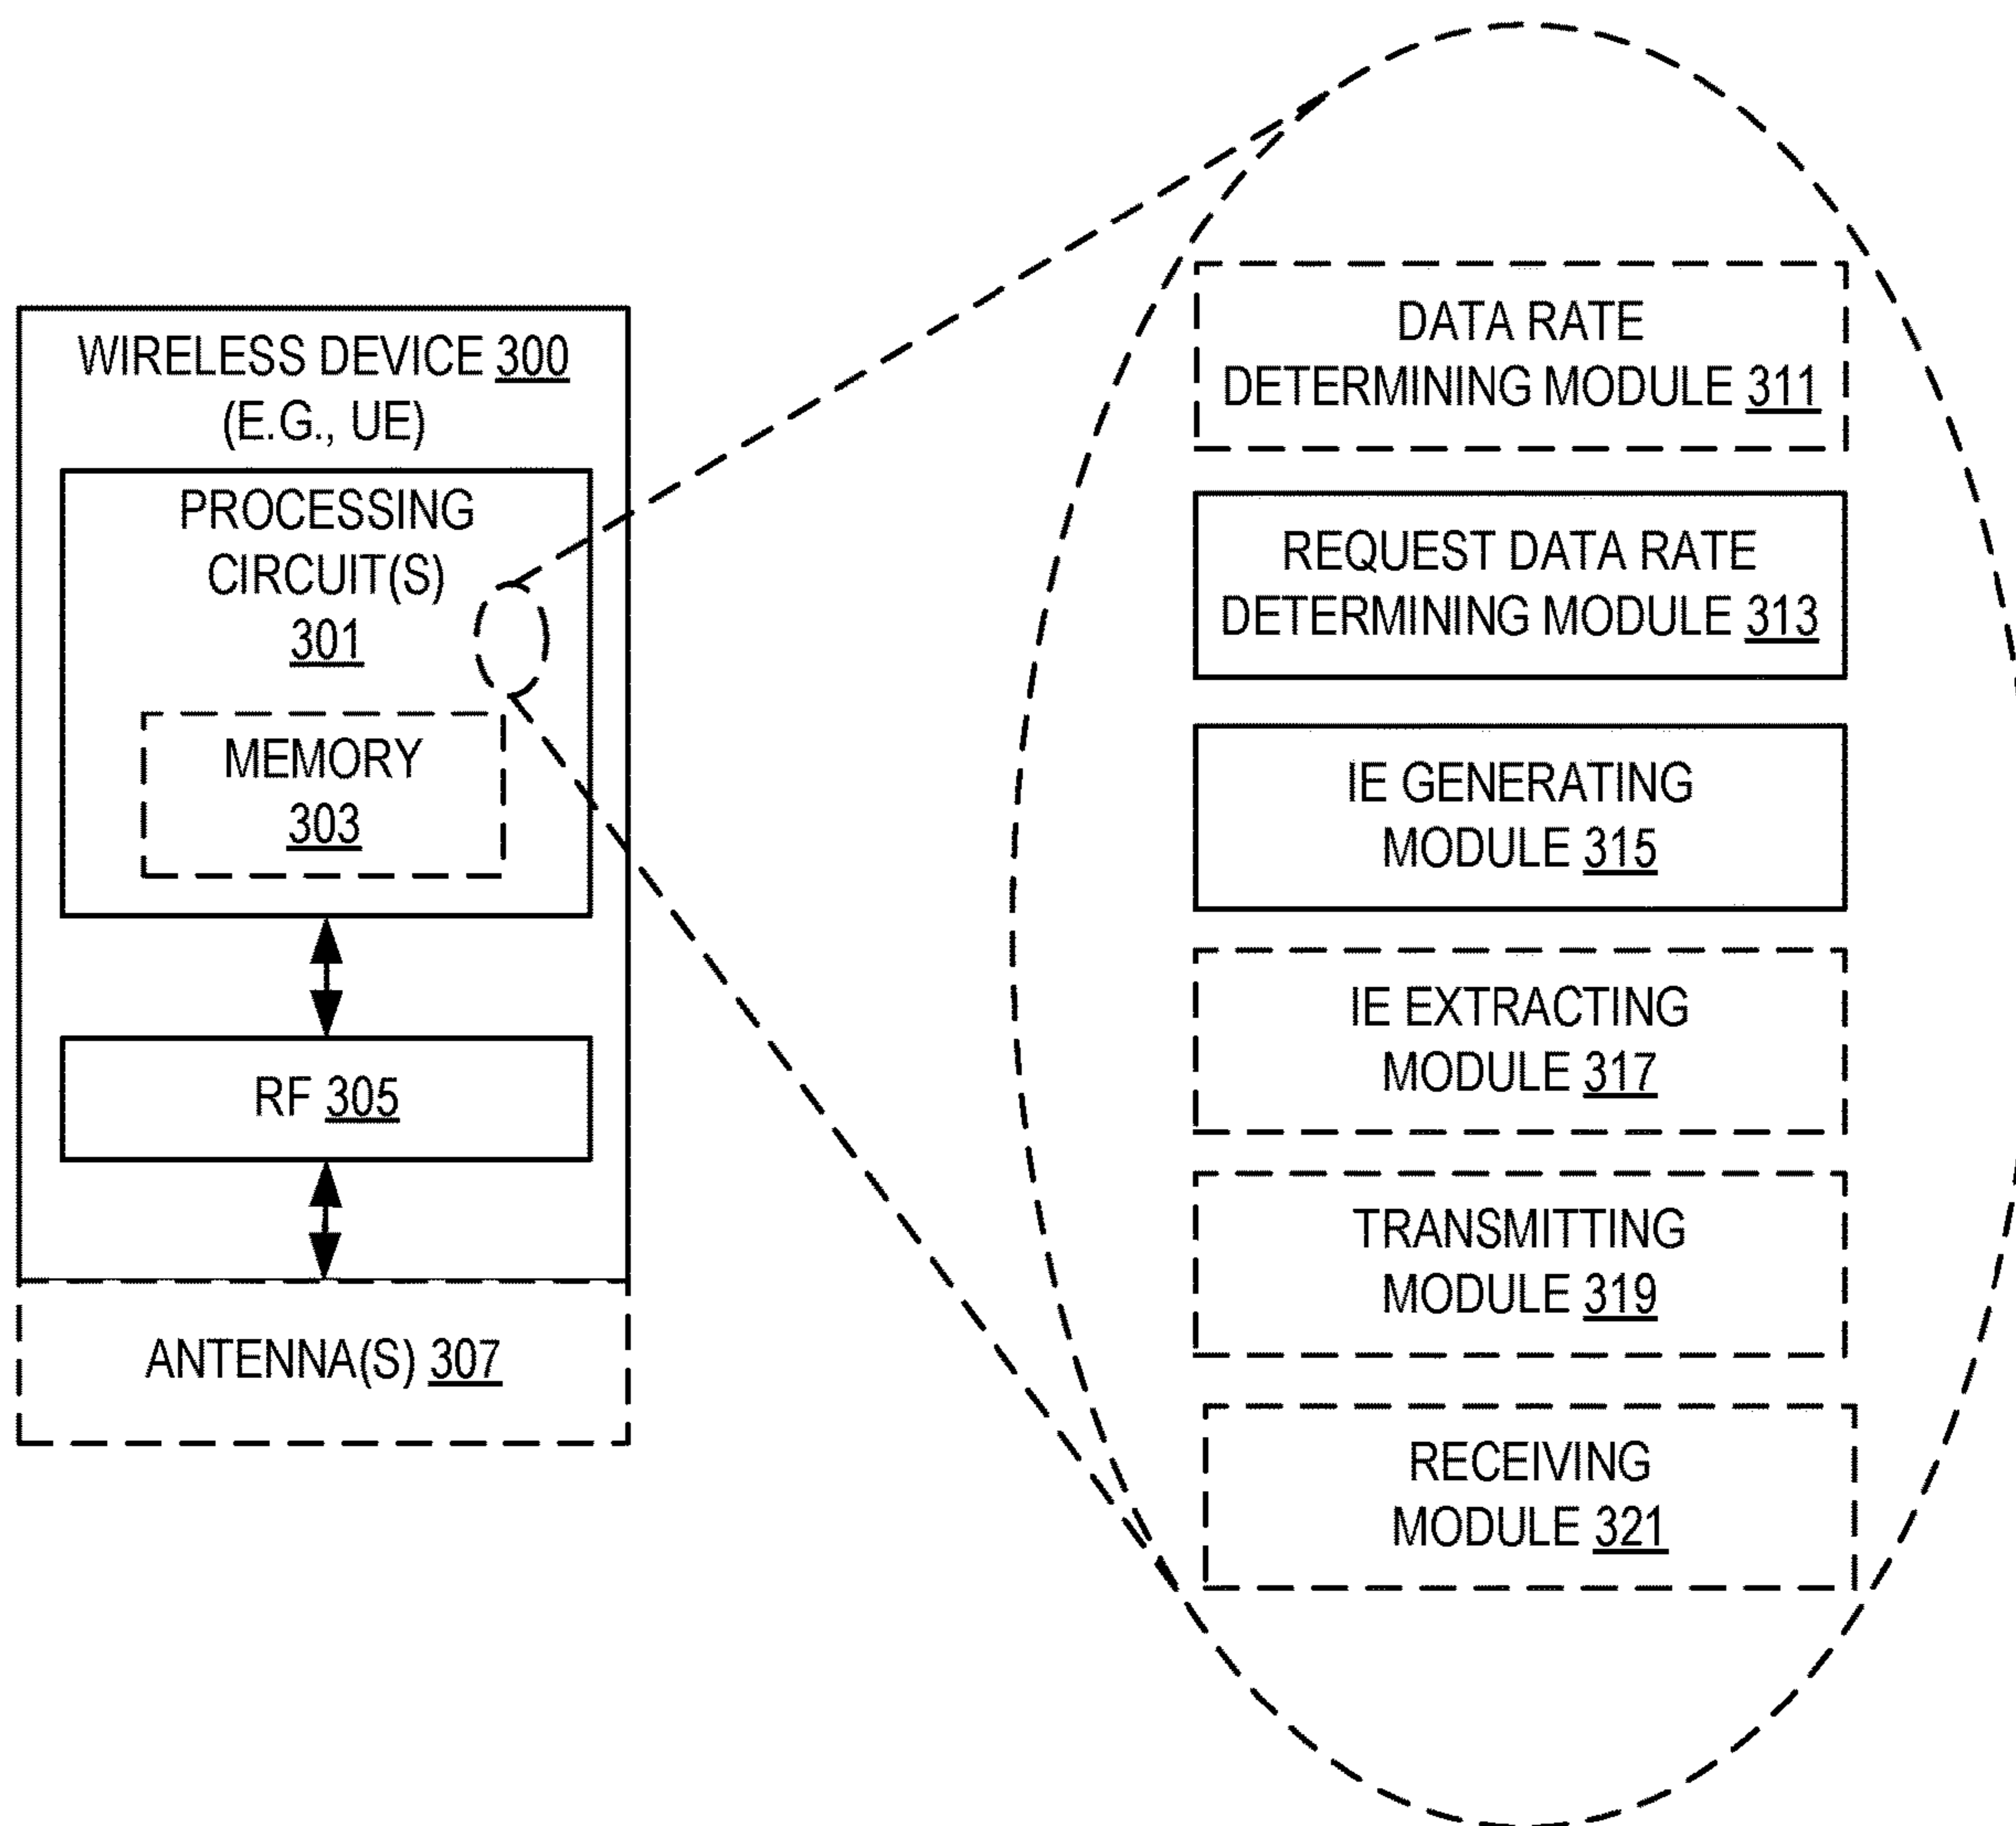 WIRELESS DEVICE 300
(E.G., UE)
PROCESSING
CIRCUIT(S)
301
MEMORY
303
RF 305
ANTENNA(S) 307
DATA RATE
DETERMINING MODULE 311
REQUEST DATA RATE
DETERMINING MODULE 313
IE GENERATING
MODULE 315
IE EXTRACTING
MODULE 317
TRANSMITTING
MODULE 319
RECEIVING
MODULE 321